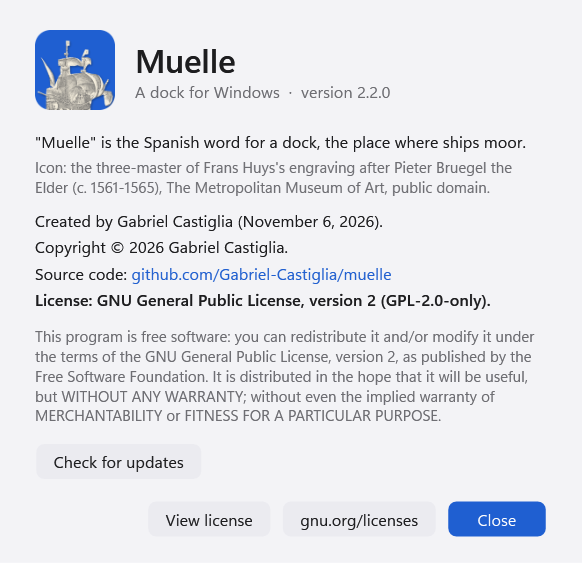 Muelle
A dock for Windows · version 2.2.0
"Muelle" is the Spanish word for a dock, the place where ships moor.
Icon: the three-master of Frans Huys's engraving after Pieter Bruegel the
Elder (c. 1561-1565), The Metropolitan Museum of Art, public domain.
Created by Gabriel Castiglia (November 6, 2026).
Copyright © 2026 Gabriel Castiglia.
Source code: github.com/Gabriel-Castiglia/muelle
License: GNU General Public License, version 2 (GPL-2.0-only).
This program is free software: you can redistribute it and/or modify it under
the terms of the GNU General Public License, version 2, as published by the
Free Software Foundation. It is distributed in the hope that it will be useful,
but WITHOUT ANY WARRANTY; without even the implied warranty of
MERCHANTABILITY or FITNESS FOR A PARTICULAR PURPOSE.
Check for updates
View license
gnu.org/licenses
Close